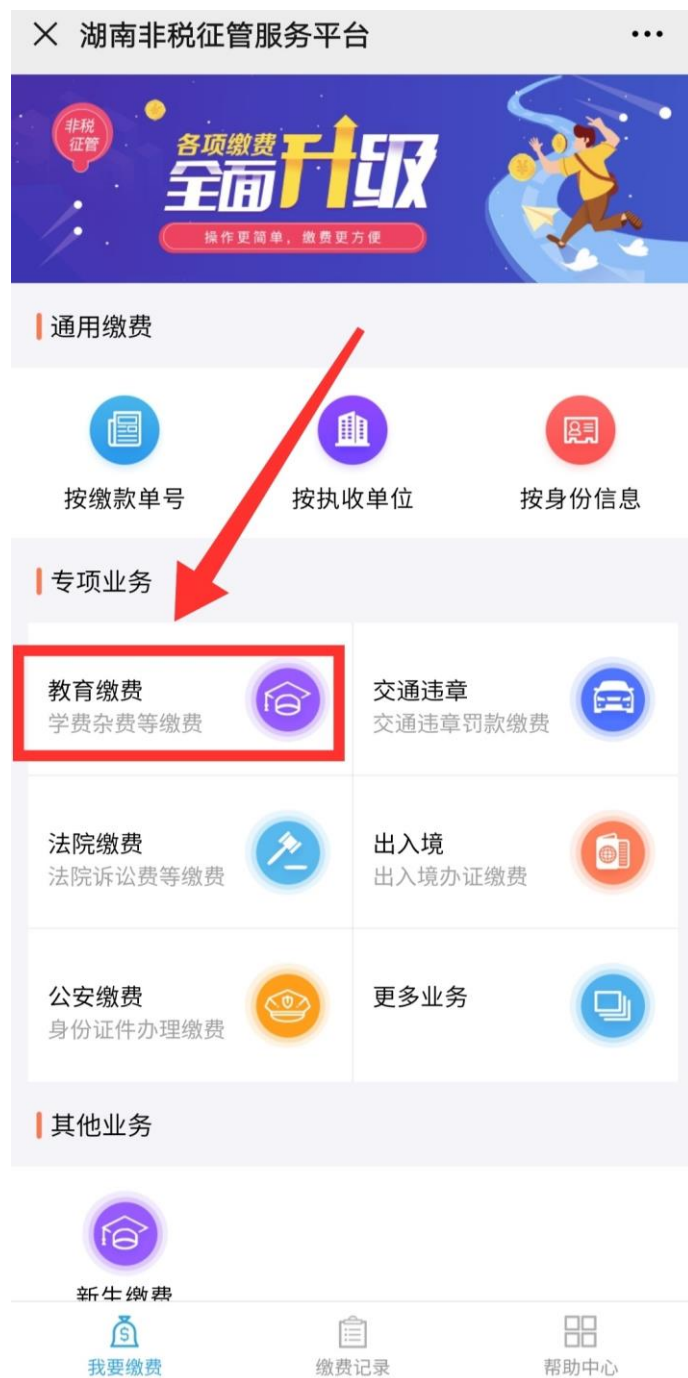 湖南非税征管服务平台
非税
征管
各项缴费
全面升级
操作更简单，缴费更方便
通用缴费
按缴款单号
按执收单位
按身份信息
专项业务
教育缴费
学费杂费等缴费
交通违章
交通违章罚款缴费
法院缴费
法院诉讼费等缴费
出入境
出入境办证缴费
公安缴费
身份证件办理缴费
更多业务
其他业务
新生缴费
我要缴费
缴费记录
帮助中心